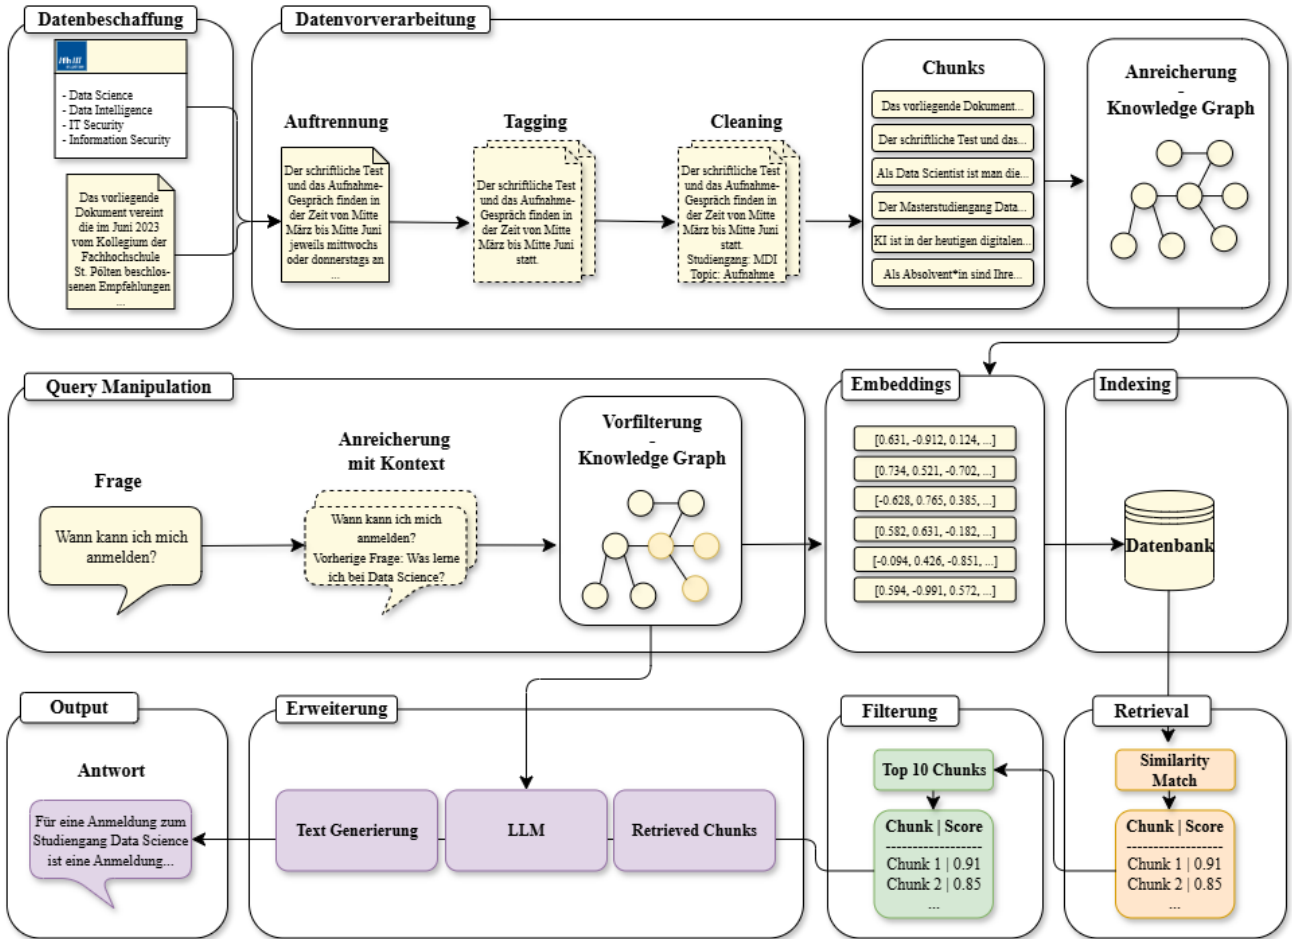 Datenbeschaffung
- Data Science
- Data Intelligence
- IT Security
- Information Security
Das vorliegende
Dokument vereint
die im Juni 2023
vom Kollegium der
Fachhochschule
St. Pölten beschlos-
senen Empfehlungen
...
Datenvorverarbeitung
Auftrennung
Der schriftliche Test
und das Aufnahme-
Gespräch finden in
der Zeit von Mitte
März bis Mitte Juni
jeweils mittwochs
oder donnerstags an
...
Tagging
Der schriftliche Test
und das Aufnahme-
Gespräch finden in
der Zeit von Mitte
März bis Mitte Juni
statt.
Cleaning
Der schriftliche Test
und das Aufnahme-
Gespräch finden in
der Zeit von Mitte
März bis Mitte Juni
statt.
Studiengang: MDI
Topic: Aufnahme
Chunks
Das vorliegende Dokument...
Der schriftliche Test und das...
Als Data Scientist ist man die...
Der Masterstudiengang Data...
KI ist in der heutigen digitalen...
Als Absolvent*in sind Ihre...
Anreicherung
-
Knowledge Graph
Query Manipulation
Frage
Wann kann ich mich
anmelden?
Anreicherung
mit Kontext
Wann kann ich mich
anmelden?
Vorherige Frage: Was lerne
ich bei Data Science?
Vorfilterung
-
Knowledge Graph
Embeddings
[0.631, -0.912, 0.124, ...]
[0.734, 0.521, -0.702, ...]
[-0.628, 0.765, 0.385, ...]
[0.582, 0.631, -0.182, ...]
[-0.094, 0.426, -0.851, ...]
[0.594, -0.991, 0.572, ...]
Indexing
Datenbank
Output
Antwort
Für eine Anmeldung zum
Studiengang Data Science
ist eine Anmeldung...
Erweiterung
Text Generierung
LLM
Retrieved Chunks
Filterung
Top 10 Chunks
Chunk | Score
------------------
Chunk 1 | 0.91
Chunk 2 | 0.85
...
Retrieval
Similarity
Match
Chunk | Score
------------------
Chunk 1 | 0.91
Chunk 2 | 0.85
...